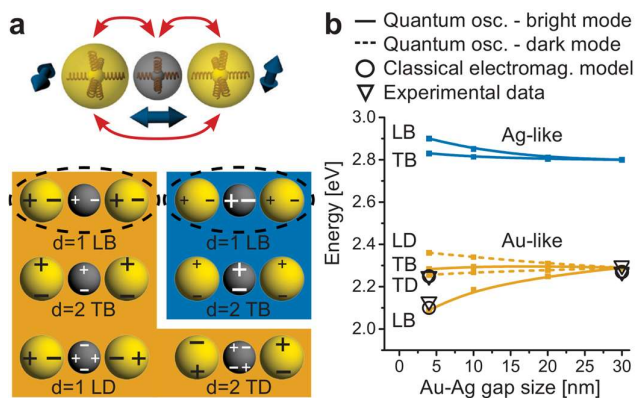 a
+ - + - + -
d=1 LB
+ - + - + -
d=1 LB
+ + +
- - -
d=2 TB
+ + +
- - -
d=2 TB
+ - + - + - + - +
d=1 LD
- + - + +
+ - + - -
d=2 TD
b
Quantum osc. - bright mode
Quantum osc. - dark mode
Classical electromag. model
Experimental data
LB
Ag-like
TB
LD
Au-like
TB
TD
LB
3.0
2.8
2.6
2.4
2.2
2.0
Energy [eV]
0 10 20 30
Au-Ag gap size [nm]